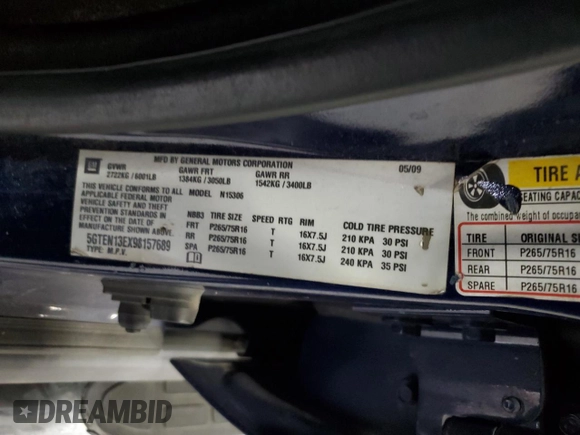 GM
MFD BY GENERAL MOTORS CORPORATION 05/09
GVWR GAWR FRT GAWR RR
2722KG / 6001LB 1384KG / 3050LB 1542KG / 3400LB
THIS VEHICLE CONFORMS TO ALL MODEL N15306
APPLICABLE FEDERAL MOTOR
VEHICLE SAFETY AND THEFT
PREVENTION STANDARDS IN
EFFECT ON THE DATE OF
MANUFACTURE SHOWN ABOVE.
5GTEN13EX98157689
TYPE: M.P.V.
NBB3 TIRE SIZE SPEED RTG RIM COLD TIRE PRESSURE
FRT P265/75R16 T 16X7.5J 210 KPA 30 PSI
RR P265/75R16 T 16X7.5J 210 KPA 30 PSI
SPA P265/75R16 T 16X7.5J 240 KPA 35 PSI
TIRE A
SEATING CAPACITY
The combined weight of occupa
TIRE ORIGINAL S
FRONT P265/75R16
REAR P265/75R16
SPARE P265/75R16
DREAMBID